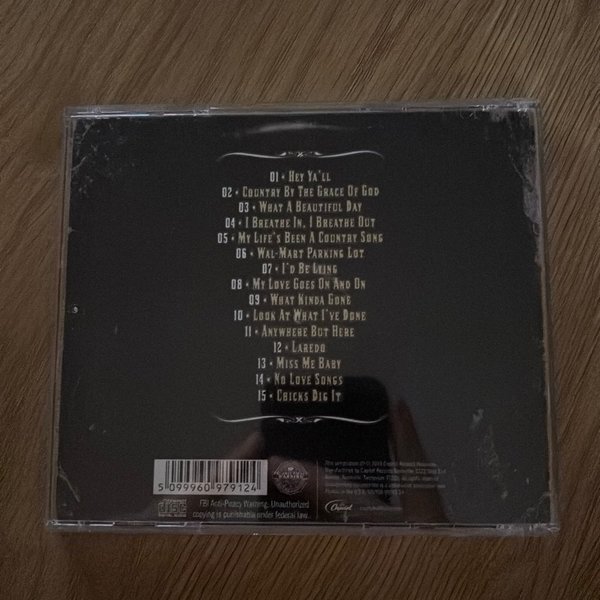 01 • Hey Ya'll
02 • Country By The Grace Of God
03 • What A Beautiful Day
04 • I Breathe In, I Breathe Out
05 • My Life's Been A Country Song
06 • Wal-Mart Parking Lot
07 • I'd Be Lying
08 • My Love Goes On And On
09 • What Kinda Gone
10 • Look At What I've Done
11 • Anywhere But Here
12 • Laredo
13 • Miss Me Baby
14 • No Love Songs
15 • Chicks Dig It
5 099960 979124
FBI Anti-Piracy Warning: Unauthorized
copying is punishable under federal law.
Capitol